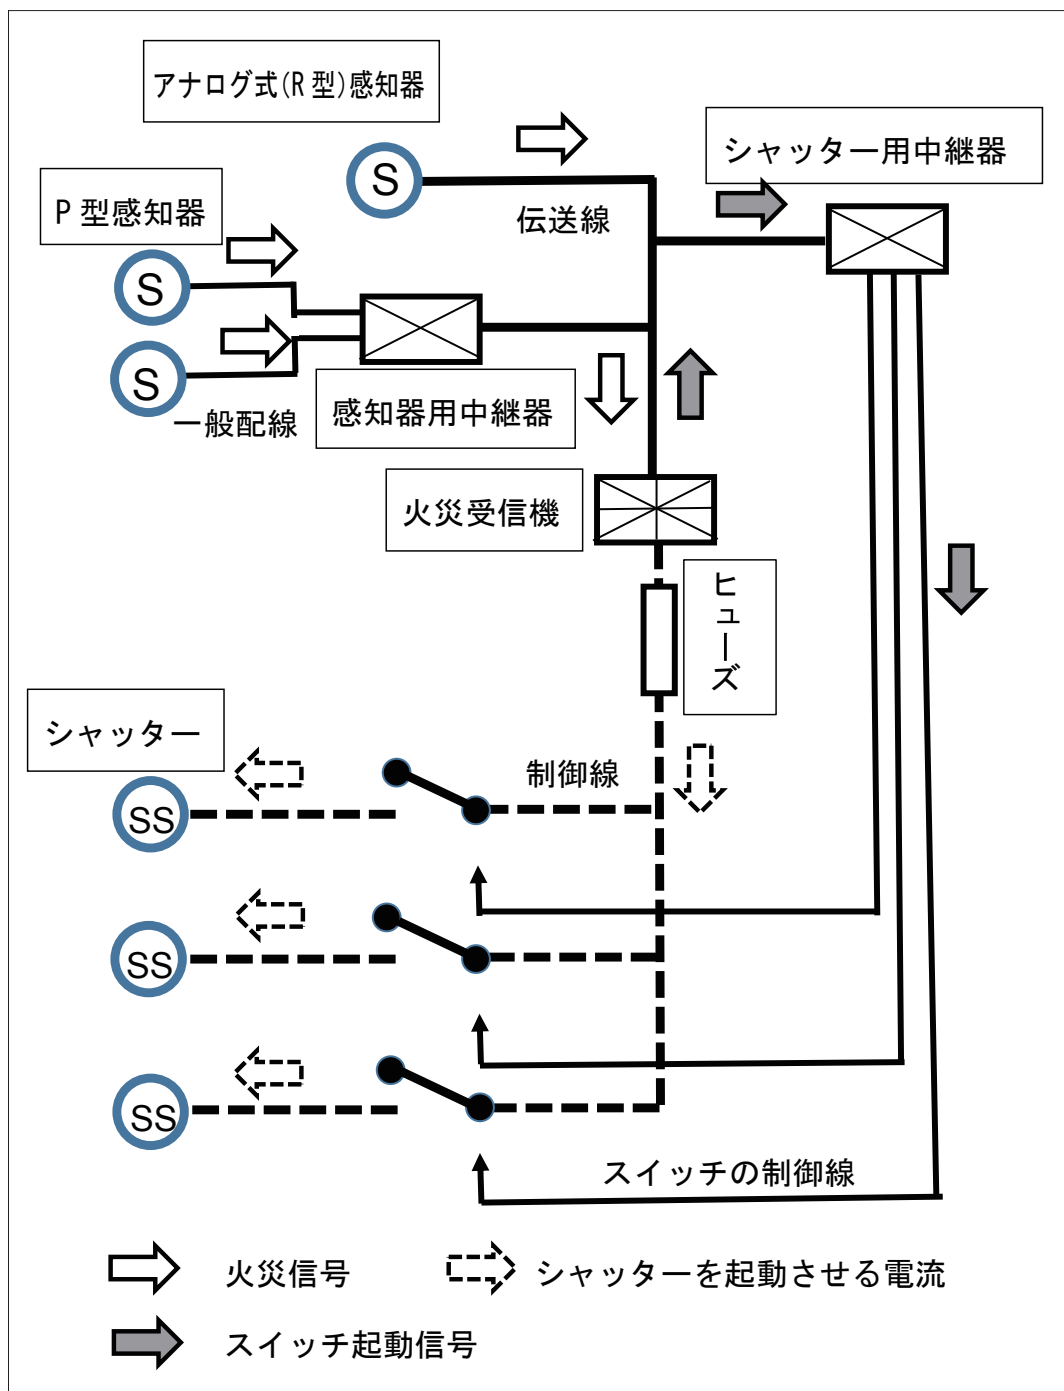 アナログ式(R型)感知器
S
シャッター用中継器
P型感知器
伝送線
S
S
一般配線
感知器用中継器
火災受信機
ヒューズ
シャッター
制御線
SS
SS
SS
スイッチの制御線
火災信号
シャッターを起動させる電流
スイッチ起動信号